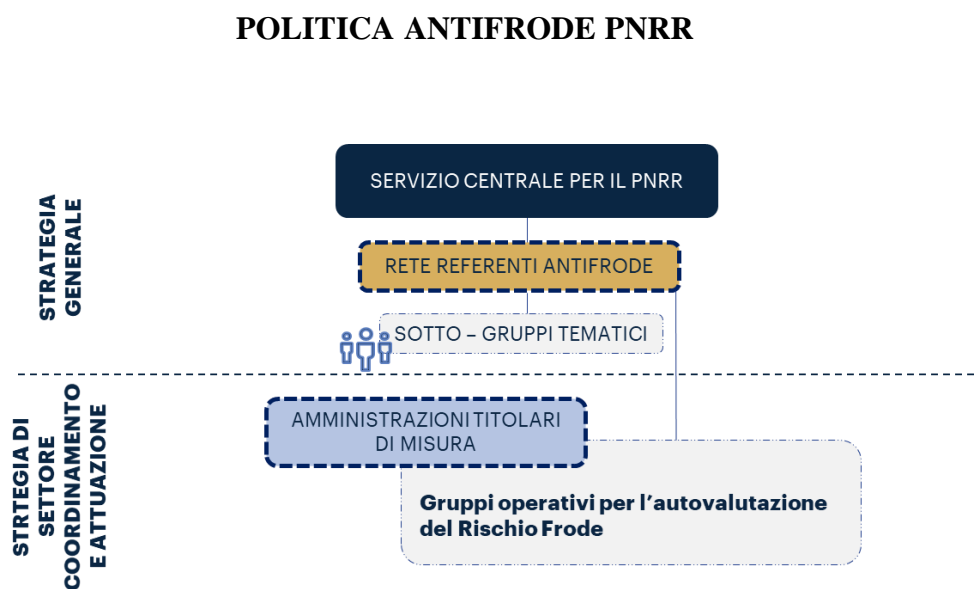 POLITICA ANTIFRODE PNRR
STRATEGIA
GENERALE
SERVIZIO CENTRALE PER IL PNRR
RETE REFERENTI ANTIFRODE
SOTTO – GRUPPI TEMATICI
STRTEGIA DI
SETTORE
COORDINAMENTO
E ATTUAZIONE
AMMINISTRAZIONI TITOLARI
DI MISURA
Gruppi operativi per l'autovalutazione
del Rischio Frode